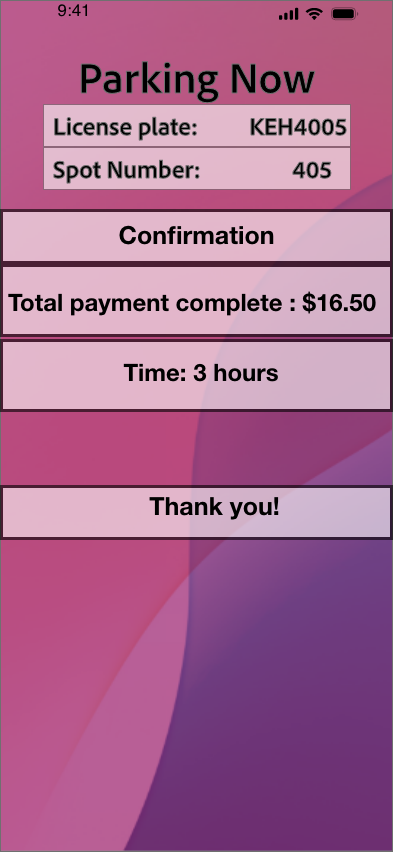 9:41
Parking Now
License plate: KEH4005
Spot Number: 405
Confirmation
Total payment complete : $16.50
Time: 3 hours
Thank you!